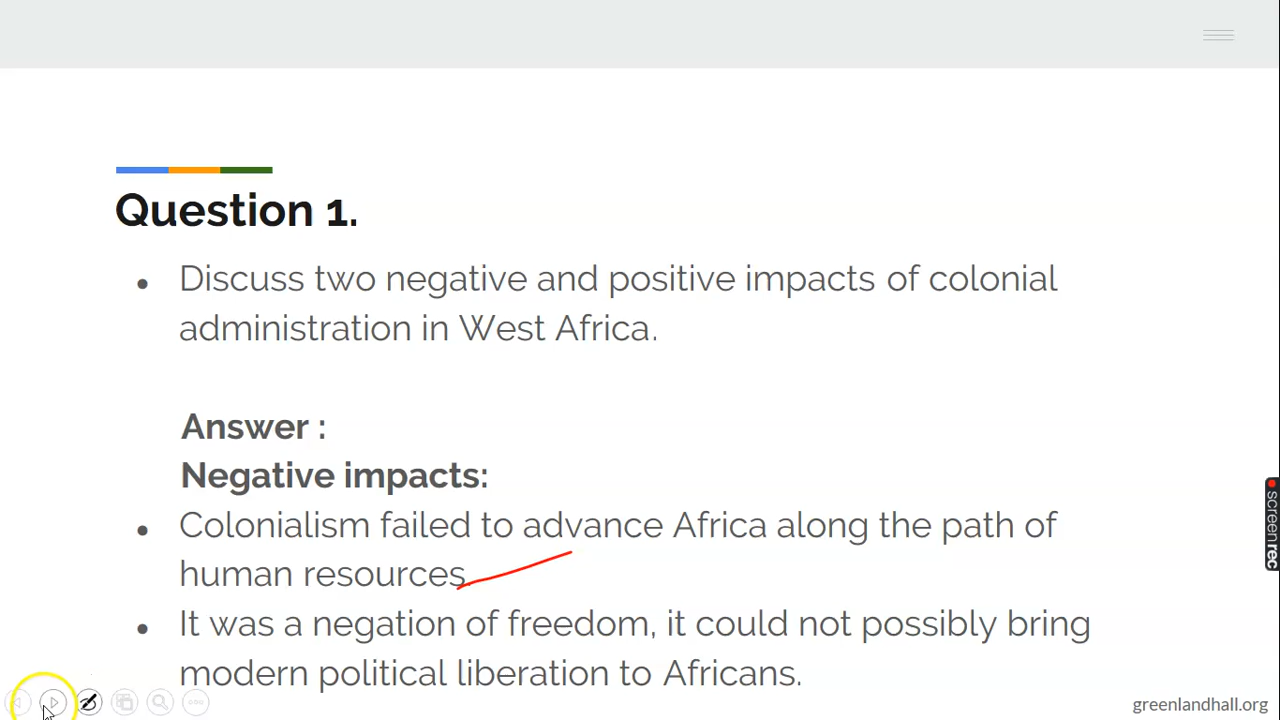 Question 1.
Discuss two negative and positive impacts of colonial
administration in West Africa.
Answer :
Negative impacts:
Colonialism failed to advance Africa along the path of
human resources.
It was a negation of freedom, it could not possibly bring
modern political liberation to Africans.
greenlandhall.org
screenrec